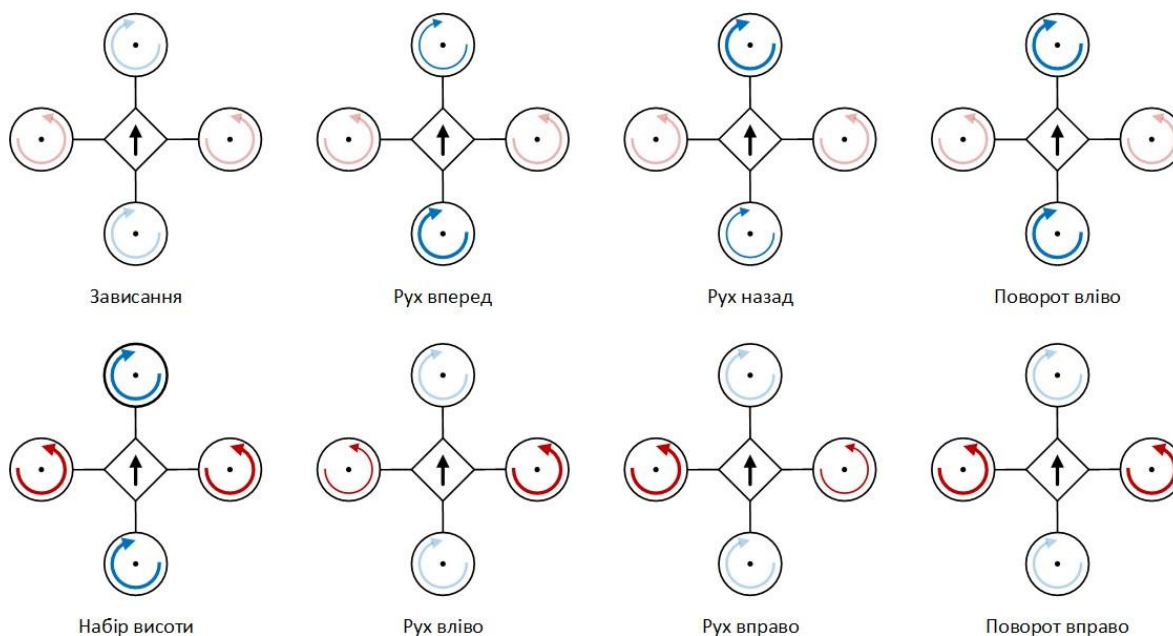 Зависання
Рух вперед
Рух назад
Поворот вліво
Набір висоти
Рух вліво
Рух вправо
Поворот вправо